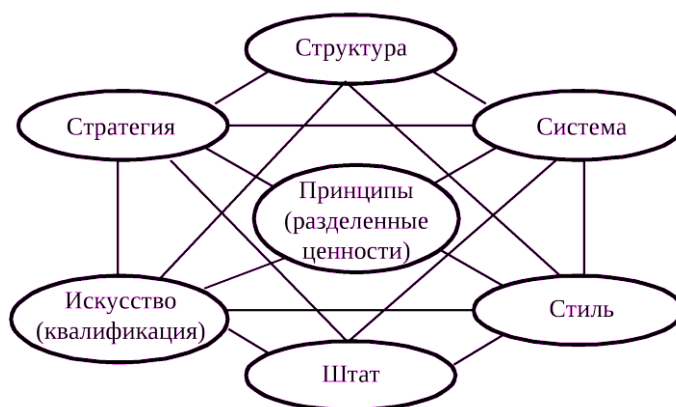 Структура
Стратегия
Система
Принципы
(разделенные
ценности)
Искусство
(квалификация)
Стиль
Штат